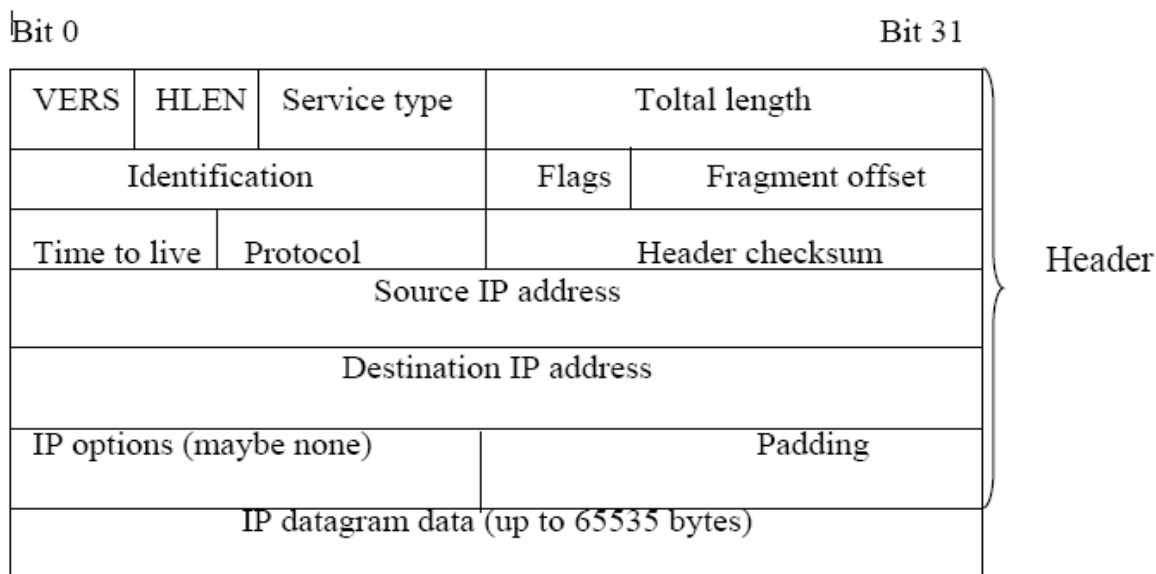 Bit 0 Bit 31
VERS HLEN Service type Toltal length
Identification Flags Fragment offset
Time to live Protocol Header checksum
Header
Source IP address
Destination IP address
IP options (maybe none) Padding
IP datagram data (up to 65535 bytes)